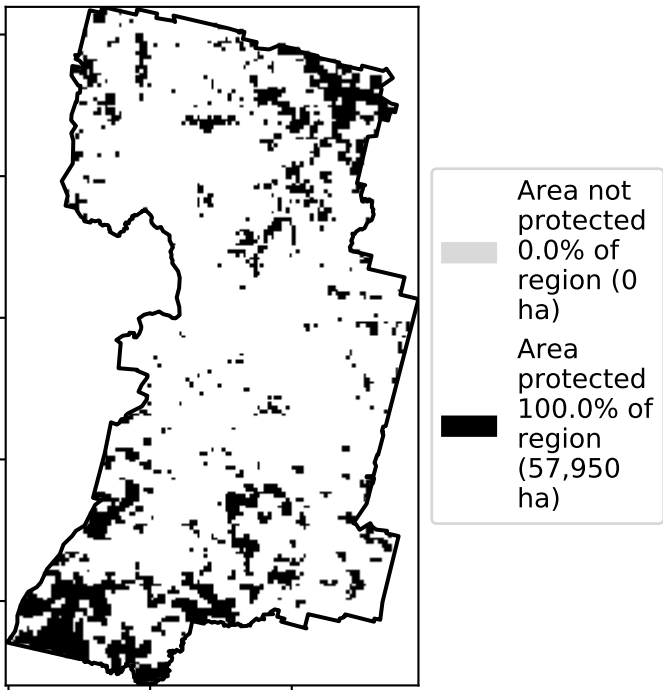 Area not
protected
0.0% of
region (0
ha)
Area
protected
100.0% of
region
(57,950
ha)